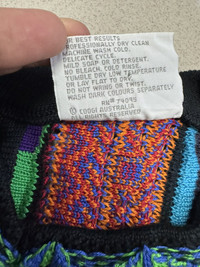 OR BEST RESULTS
PROFESSIONALLY DRY CLEAN
MACHINE WASH COLD.
DELICATE CYCLE.
MILD SOAP OR DETERGENT.
NO BLEACH, COLD RINSE.
TUMBLE DRY LOW TEMPERATURE
OR LAY FLAT TO DRY.
DO NOT WRING OR TWIST.
WASH DARK COLOURS SEPARATELY
RN# 74093
© COOGI AUSTRALIA
ALL RIGHTS RESERVED